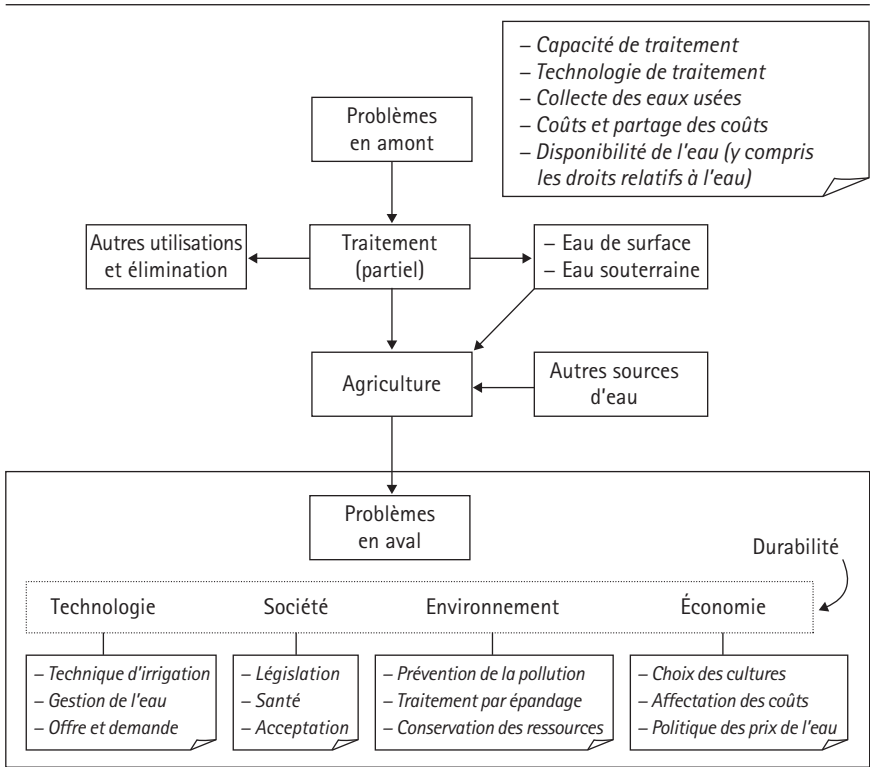 – Capacité de traitement
– Technologie de traitement
– Collecte des eaux usées
– Coûts et partage des coûts
– Disponibilité de l'eau (y compris
les droits relatifs à l'eau)
Problèmes
en amont
Autres utilisations
et élimination
Traitement
(partiel)
– Eau de surface
– Eau souterraine
Agriculture
Autres sources
d'eau
Problèmes
en aval
Durabilité
Technologie
Société
Environnement
Économie
– Technique d'irrigation
– Gestion de l'eau
– Offre et demande
– Législation
– Santé
– Acceptation
– Prévention de la pollution
– Traitement par épandage
– Conservation des ressources
– Choix des cultures
– Affectation des coûts
– Politique des prix de l'eau